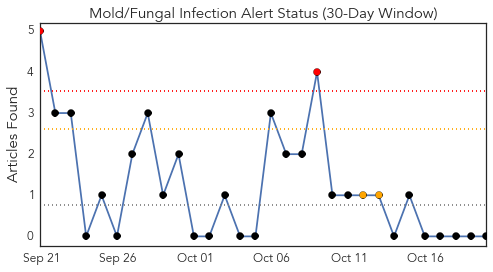 Mold/Fungal Infection Alert Status (30-Day Window)
Articles Found
5
4
3
2
1
0
Sep 21 Sep 26 Oct 01 Oct 06 Oct 11 Oct 16